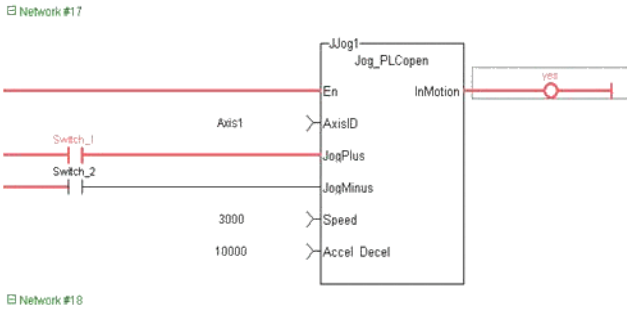 Network #17
JJog1
Jog_PLCopen
En
InMotion
yes
Axis1
AxisID
Switch_1
JogPlus
Switch_2
JogMinus
3000
Speed
10000
Accel Decel
Network #18